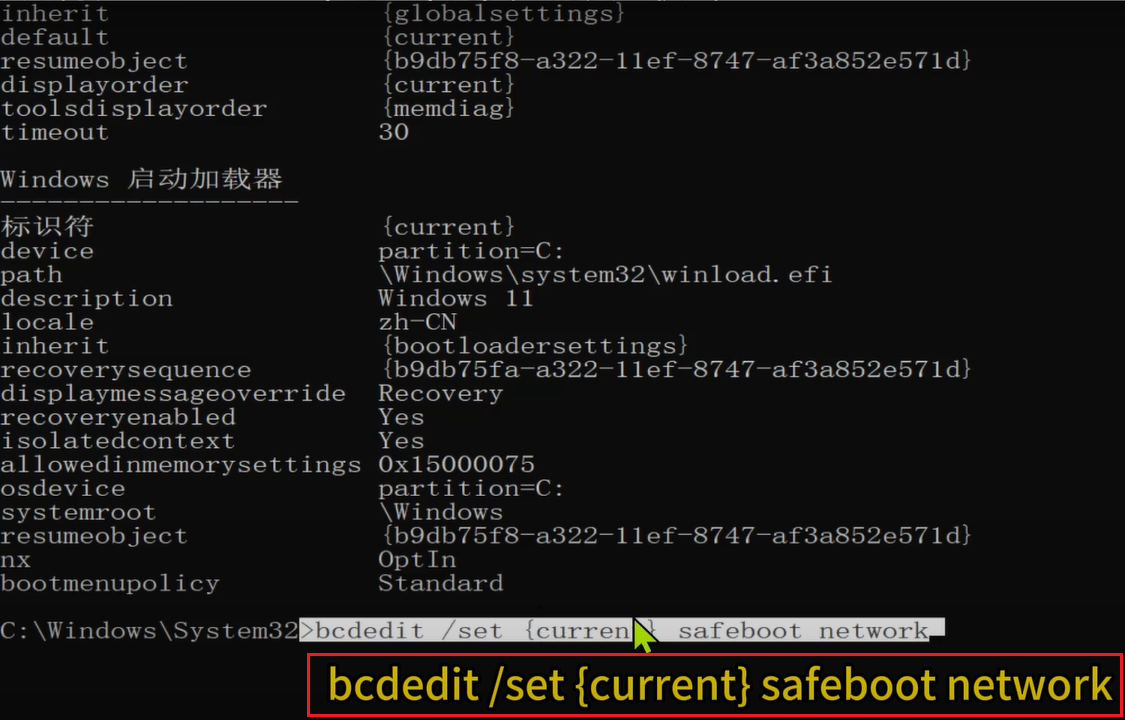 inherit {globalsettings}
default {current}
resumeobject {b9db75f8-a322-11ef-8747-af3a852e571d}
displayorder {current}
toolsdisplayorder {memdiag}
timeout 30
Windows 启动加载器
-------------------
标识符 {current}
device partition=C:
path \Windows\system32\winload.efi
description Windows 11
locale zh-CN
inherit {bootloadersettings}
recoverysequence {b9db75fa-a322-11ef-8747-af3a852e571d}
displaymessageoverride Recovery
recoveryenabled Yes
isolatedcontext Yes
allowedinmemorysettings 0x15000075
osdevice partition=C:
systemroot \Windows
resumeobject {b9db75f8-a322-11ef-8747-af3a852e571d}
nx OptIn
bootmenupolicy Standard
C:\Windows\System32>bcdedit /set {current} safeboot network
bcdedit /set {current} safeboot network